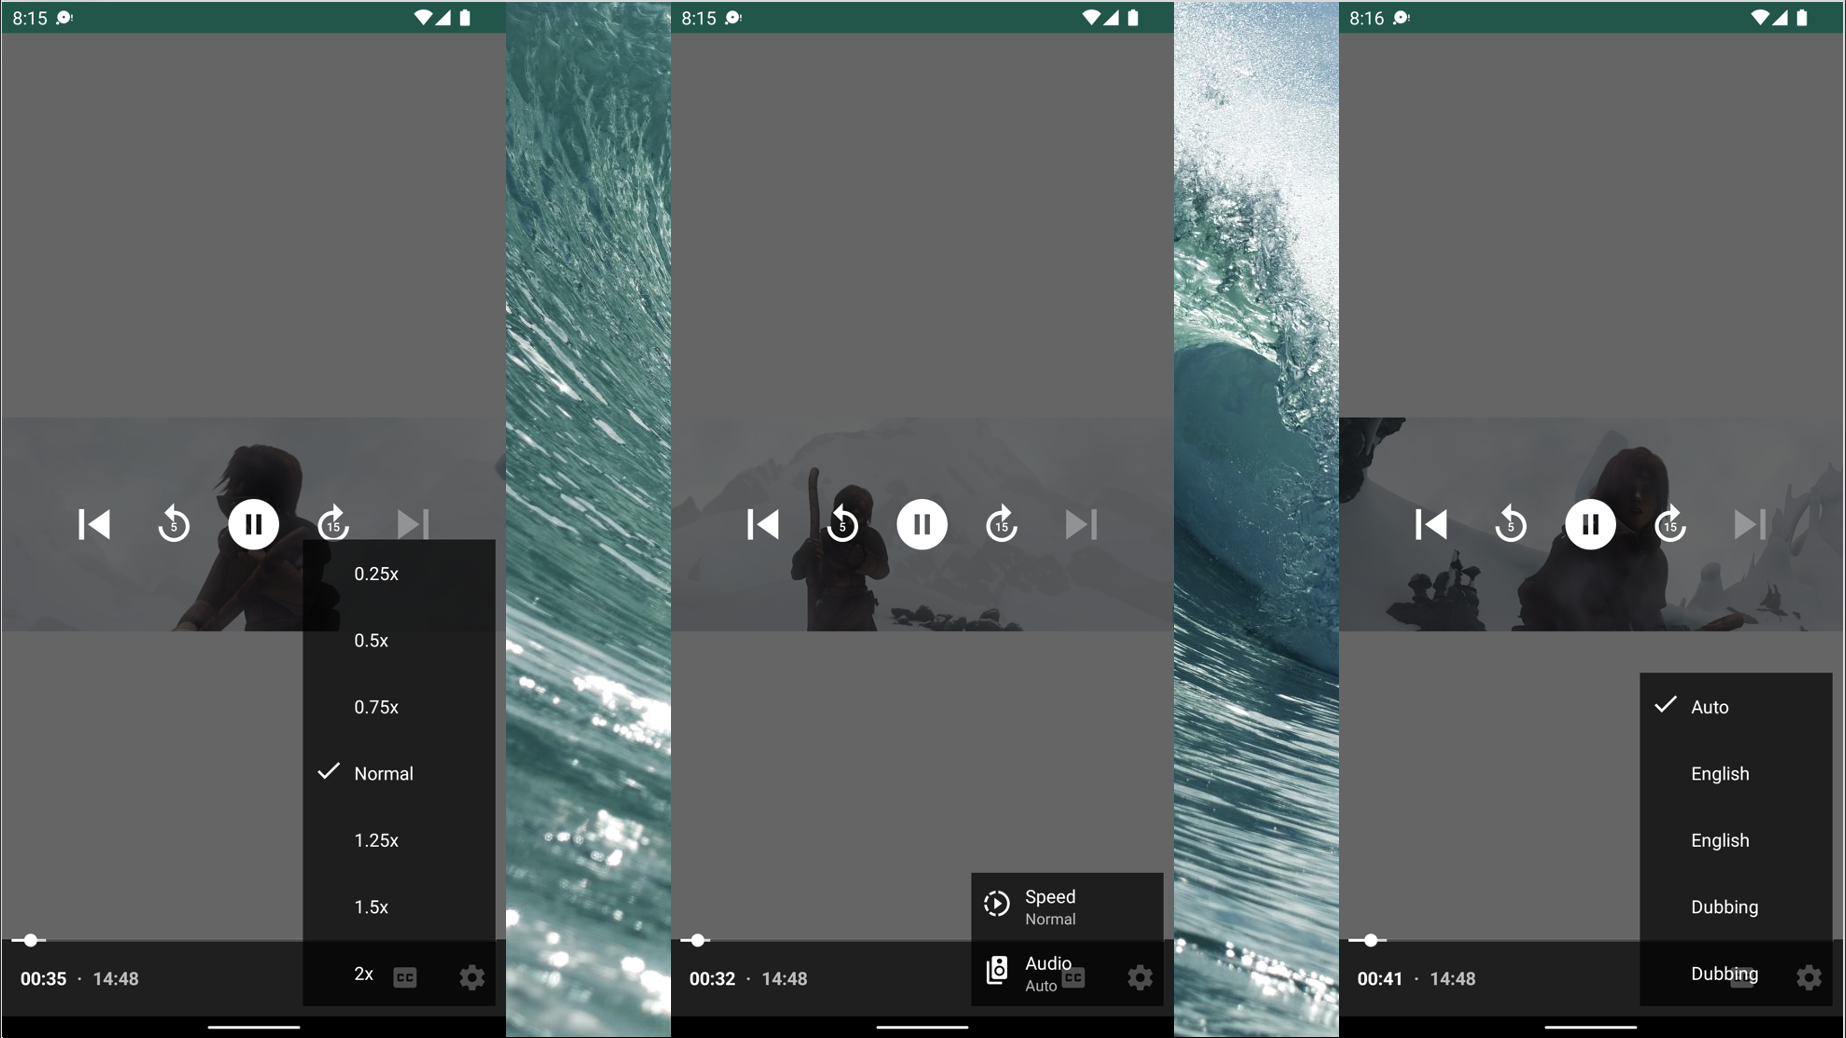 8:15
5
15
0.25x
0.5x
0.75x
Normal
1.25x
1.5x
2x
CC
00:35 · 14:48
8:15
5
15
Speed
Normal
Audio
Auto
CC
00:32 · 14:48
8:16
5
15
Auto
English
English
Dubbing
Dubbing
00:41 · 14:48